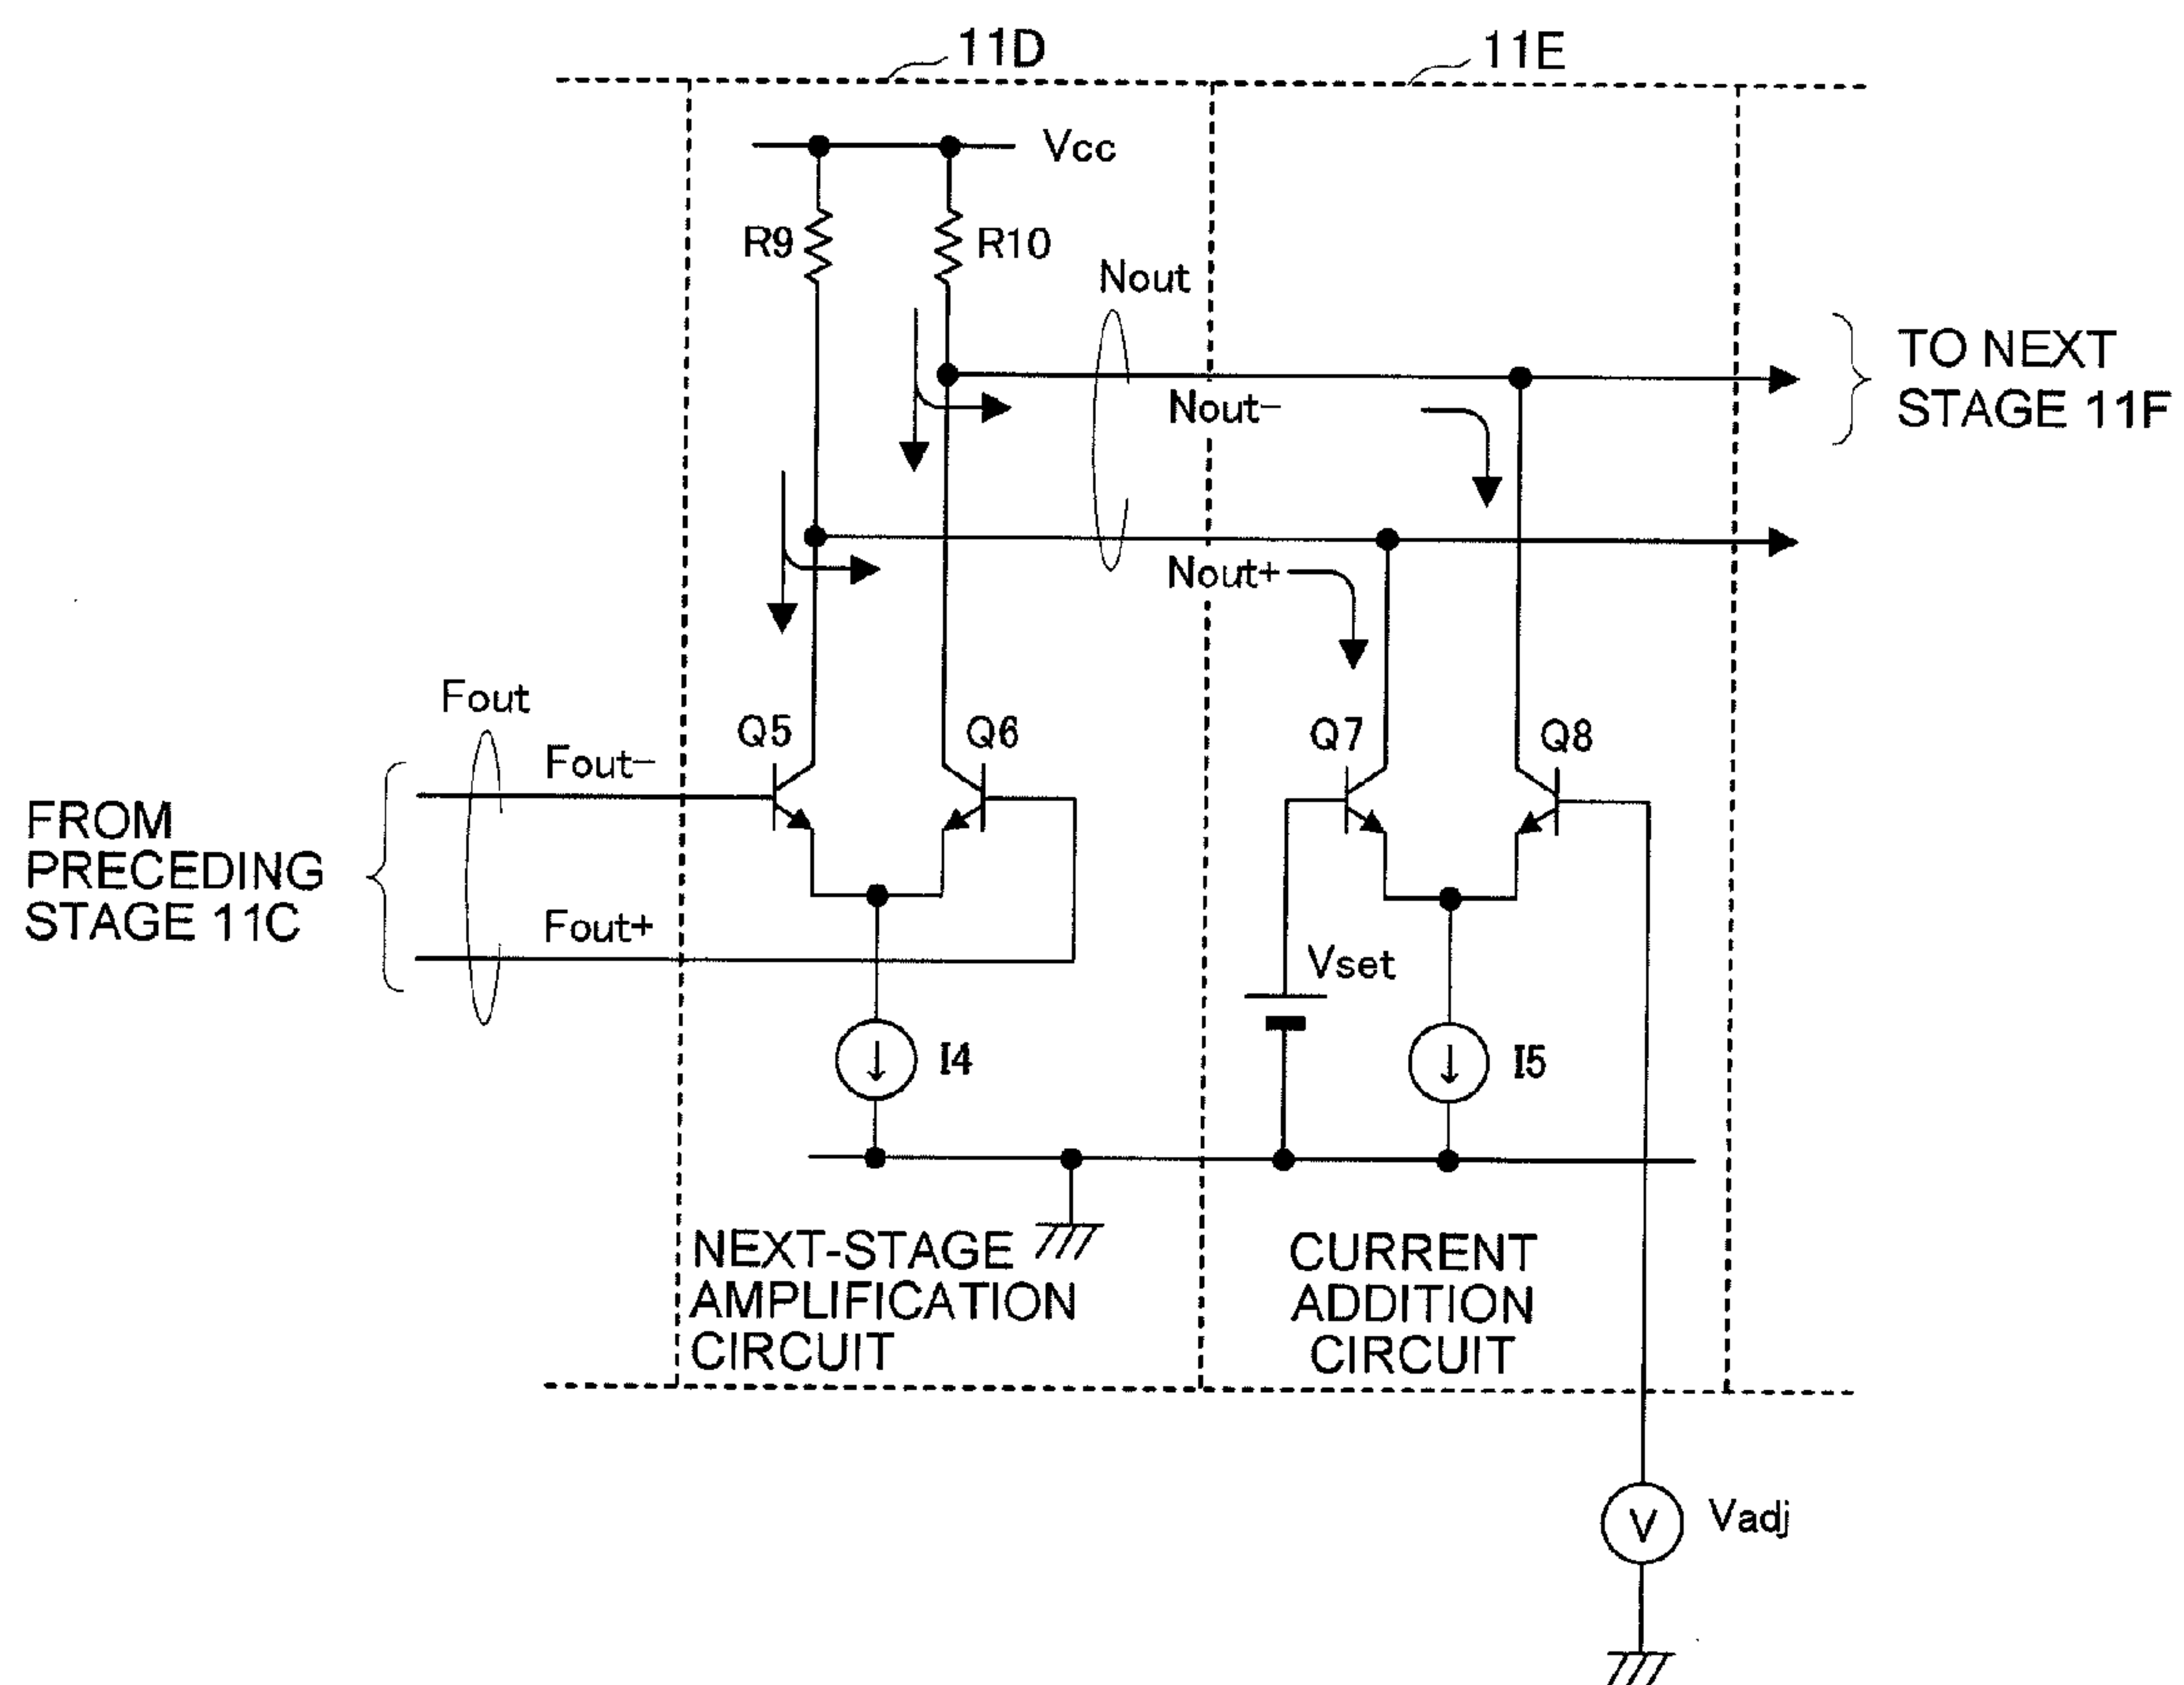 11D
11E
Vcc
R9
R10
Nout
TO NEXT
STAGE 11F
Nout-
Nout+
Fout
Q5
Q6
Q7
Q8
Fout-
FROM
PRECEDING
STAGE 11C
Fout+
Vset
I4
I5
NEXT-STAGE
AMPLIFICATION
CIRCUIT
CURRENT
ADDITION
CIRCUIT
V
Vadj